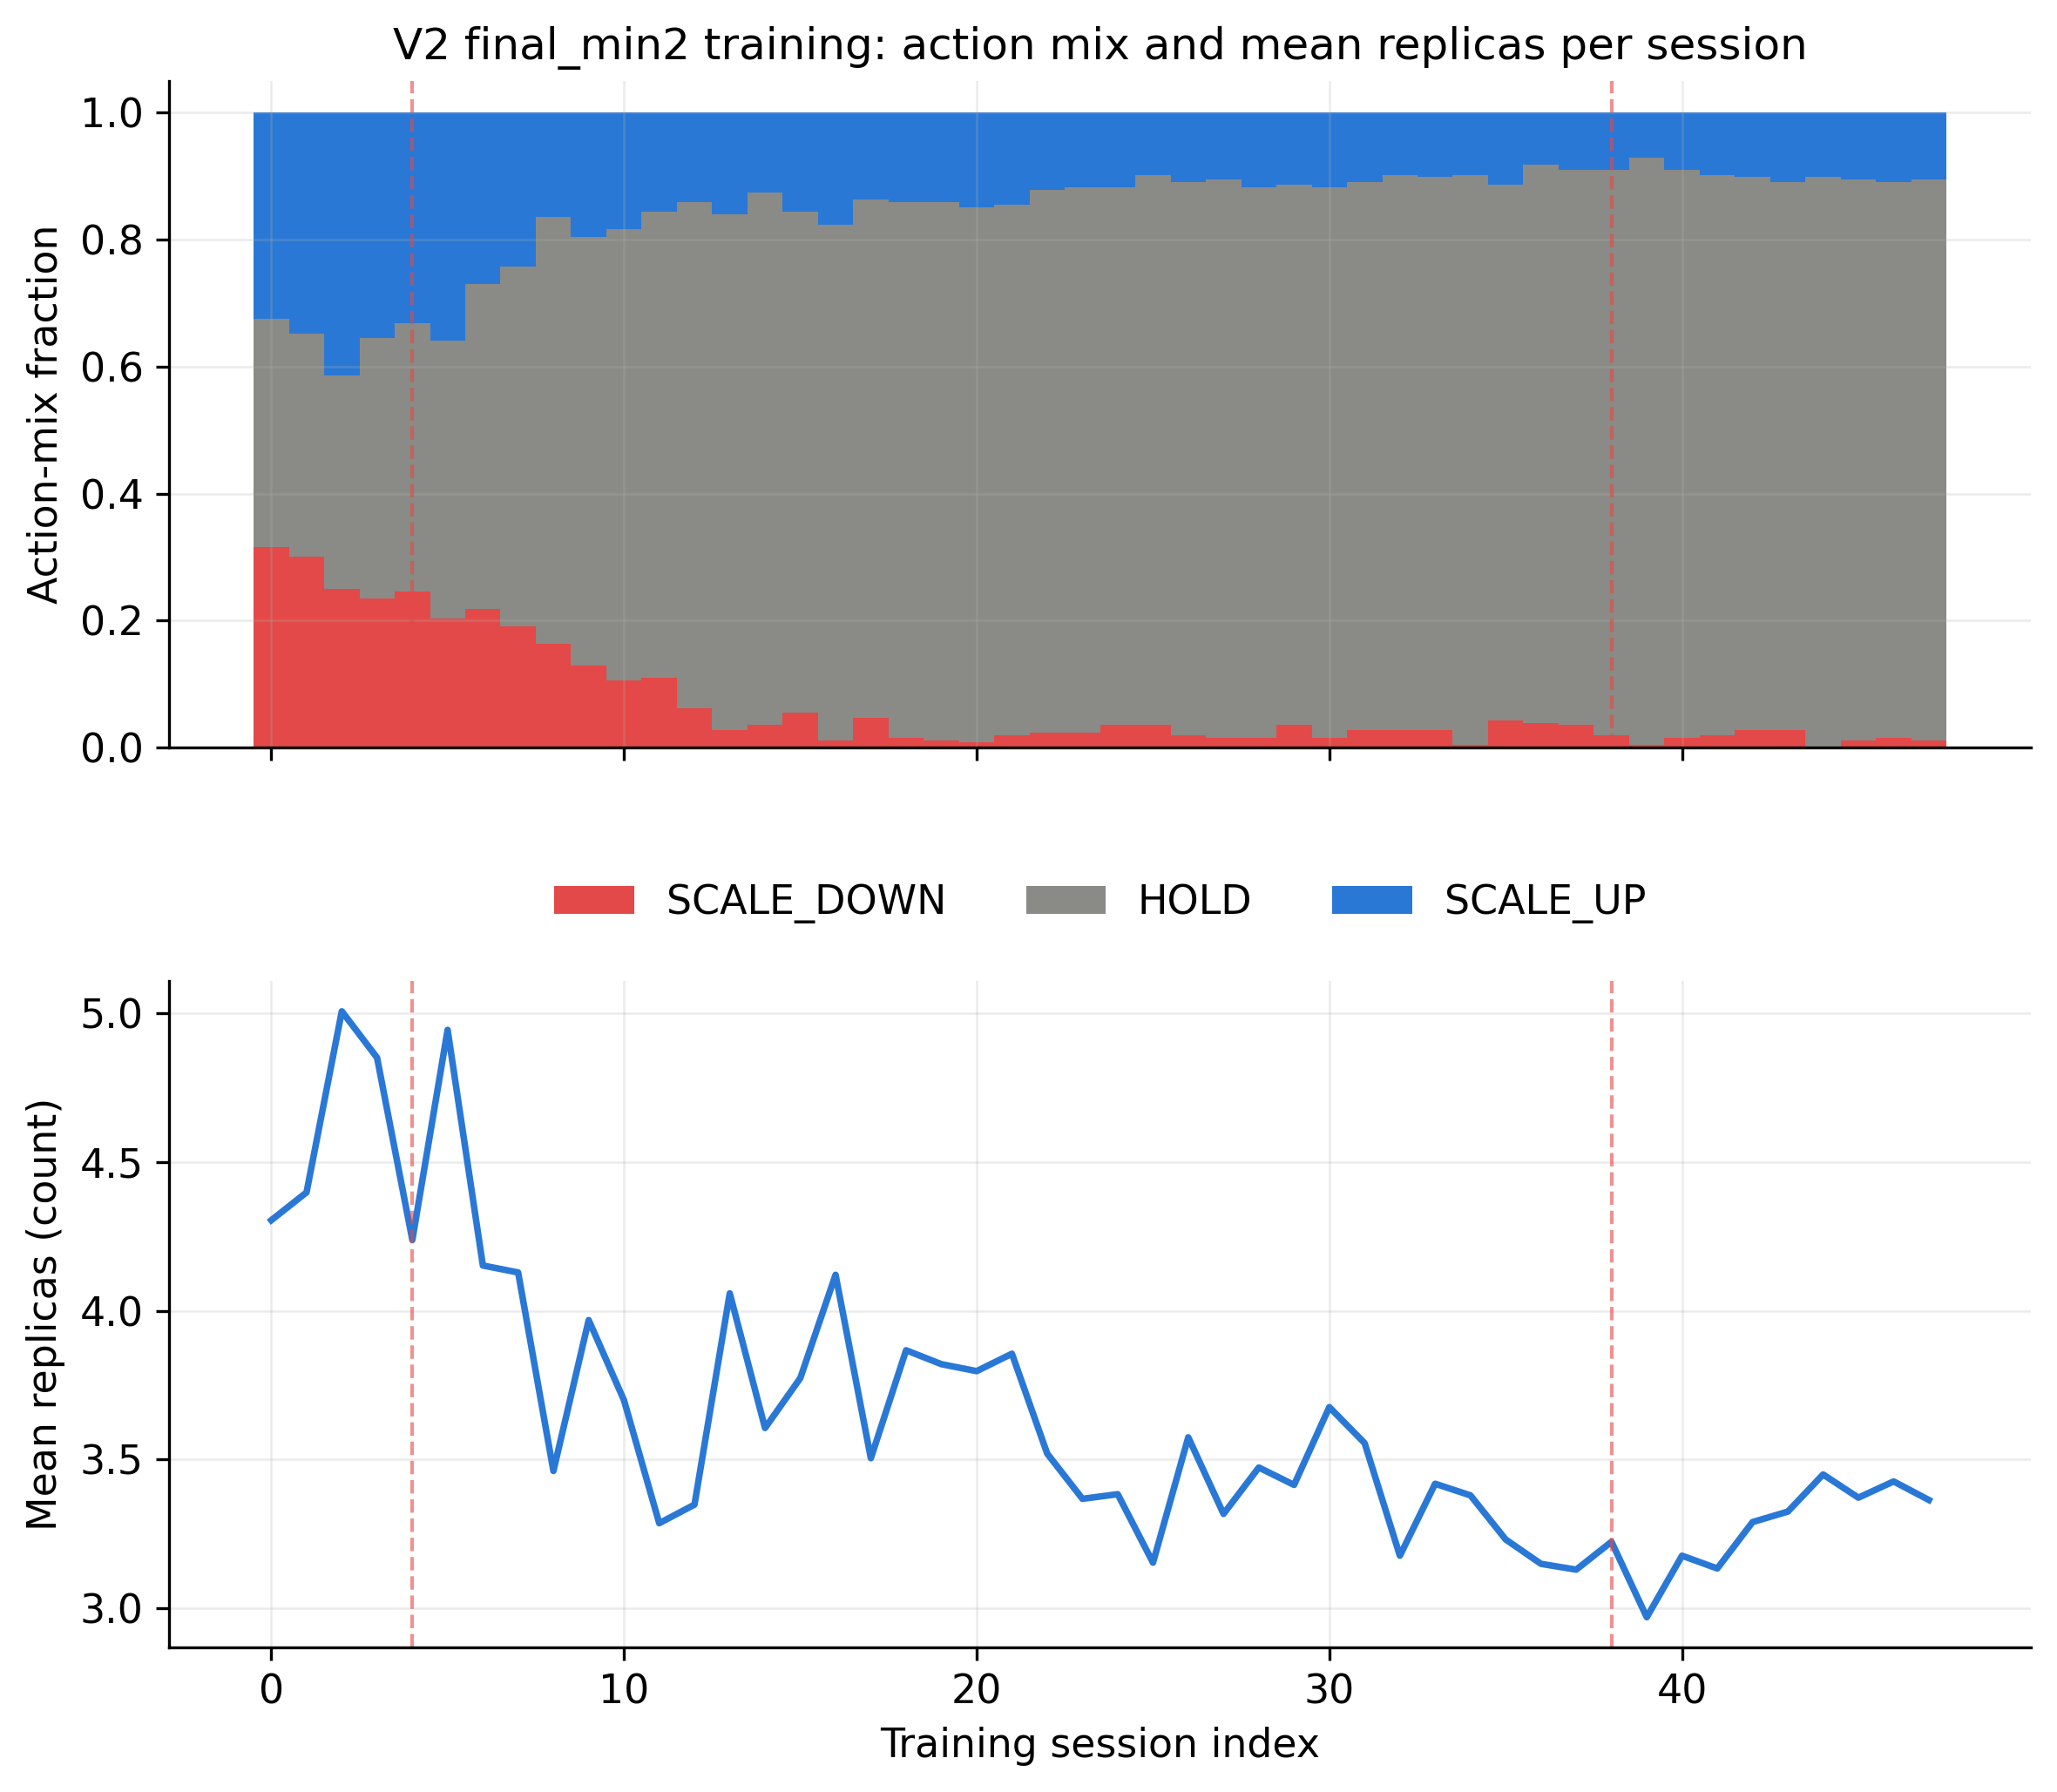 V2 final_min2 training: action mix and mean replicas per session
1.0
0.8
0.6
0.4
0.2
0.0
Action-mix fraction
SCALE_DOWN HOLD SCALE_UP
5.0
4.5
4.0
3.5
3.0
Mean replicas (count)
0 10 20 30 40
Training session index